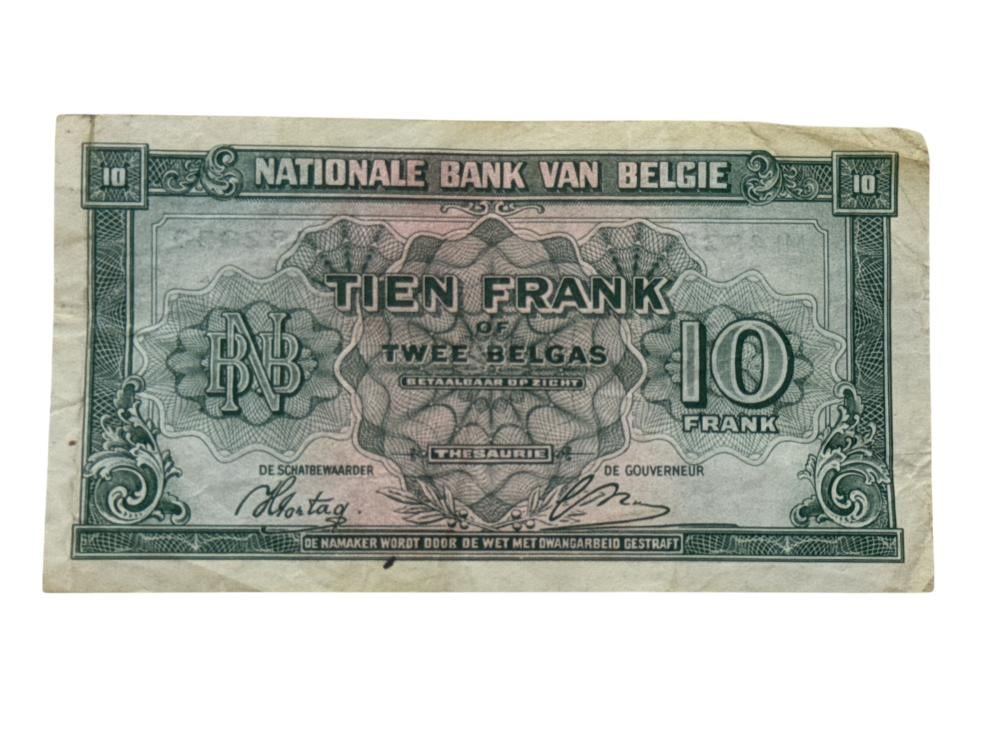 10 NATIONALE BANK VAN BELGIE 10
TIEN FRANK
OF
TWEE BELGAS
BETAALBAAR OP ZICHT
NBB
10
FRANK
THESAURIE
DE SCHATBEWAARDER
DE GOUVERNEUR
DE NAMAKER WORDT DOOR DE WET MET DWANGARBEID GESTRAFT